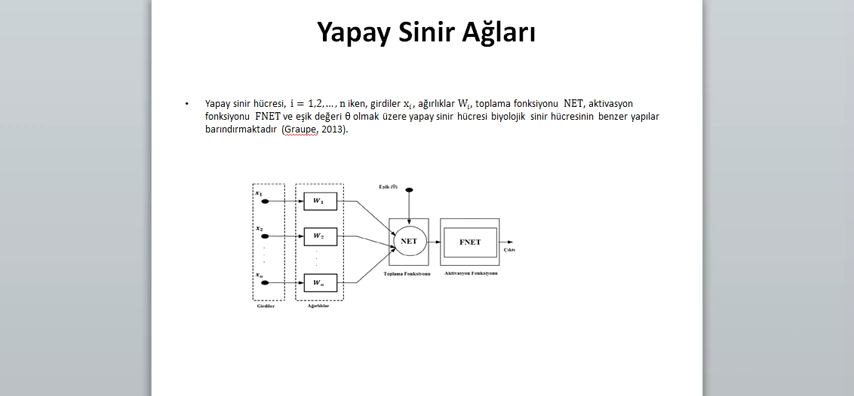 Yapay Sinir Ağları
• Yapay sinir hücresi, i = 1,2,..., n iken, girdiler xᵢ, ağırlıklar Wᵢ, toplama fonksiyonu NET, aktivasyon
fonksiyonu FNET ve eşik değeri θ olmak üzere yapay sinir hücresi biyolojik sinir hücresinin benzer yapılar
barındırmaktadır (Graupe, 2013).
Eşik (θ)
x₁
W₁
x₂
W₂
NET
FNET
Çıktı
Toplama Fonksiyonu
Aktivasyon Fonksiyonu
xₙ
Wₙ
Girdiler
Ağırlıklar